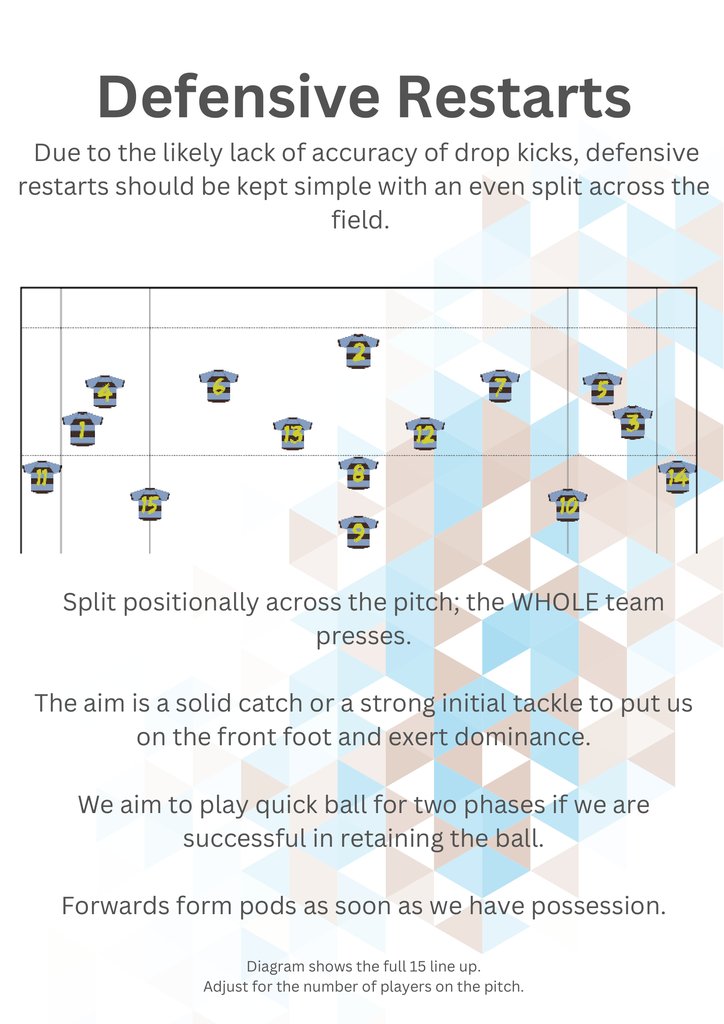 Defensive Restarts
Due to the likely lack of accuracy of drop kicks, defensive
restarts should be kept simple with an even split across the
field.
2
4
6
7
5
1
13
12
3
11
8
14
15
10
9
Split positionally across the pitch; the WHOLE team
presses.
The aim is a solid catch or a strong initial tackle to put us
on the front foot and exert dominance.
We aim to play quick ball for two phases if we are
successful in retaining the ball.
Forwards form pods as soon as we have possession.
Diagram shows the full 15 line up.
Adjust for the number of players on the pitch.